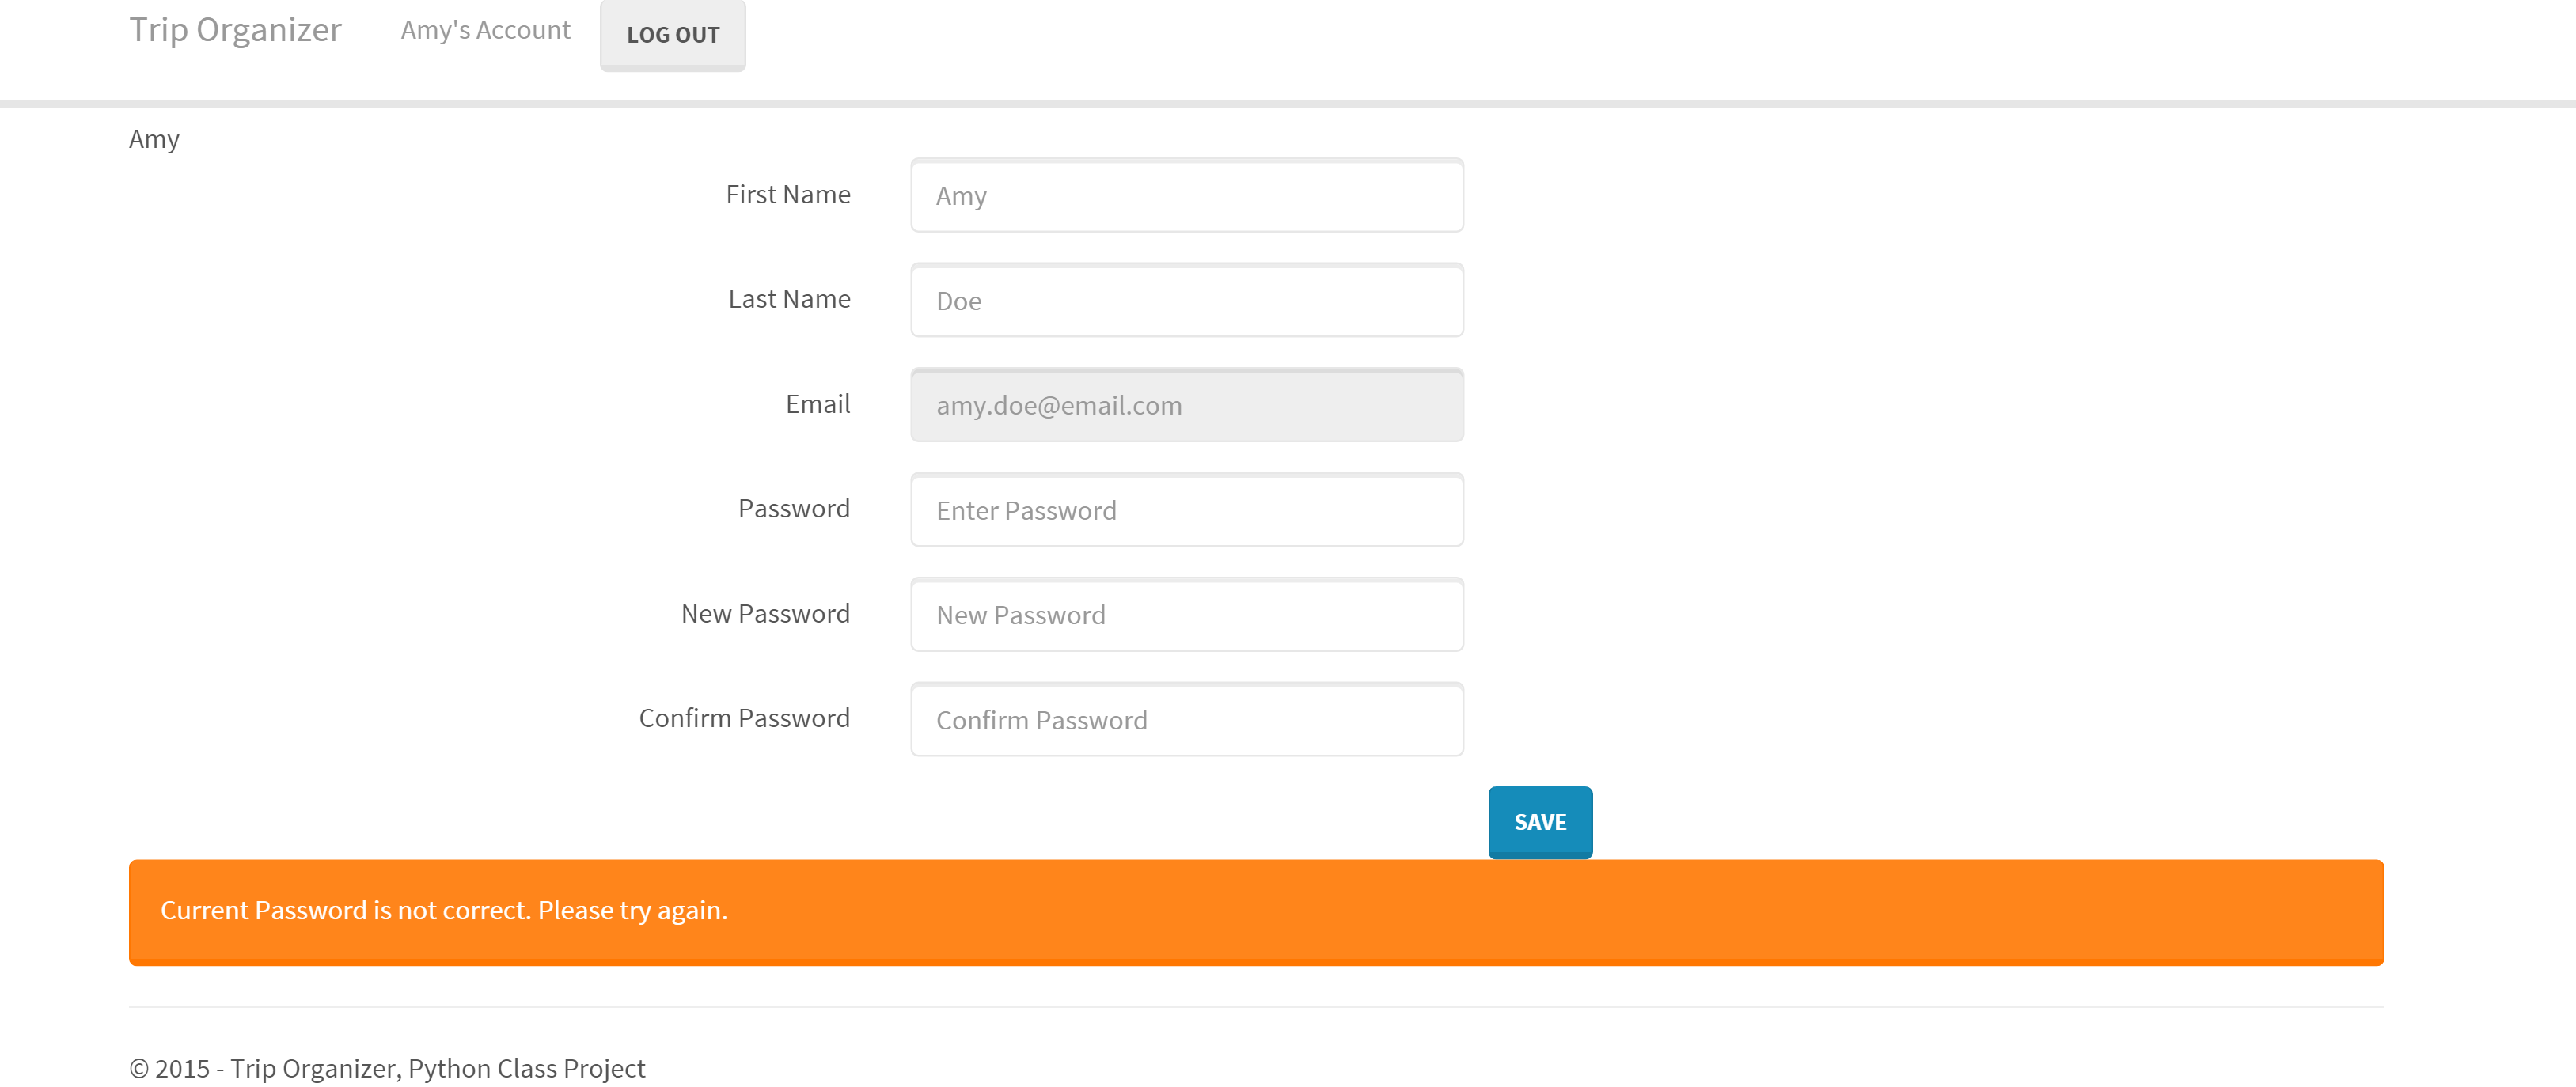 Trip Organizer Amy's Account LOG OUT
Amy
First Name Amy
Last Name Doe
Email amy.doe@email.com
Password Enter Password
New Password New Password
Confirm Password Confirm Password
SAVE
Current Password is not correct. Please try again.
© 2015 - Trip Organizer, Python Class Project